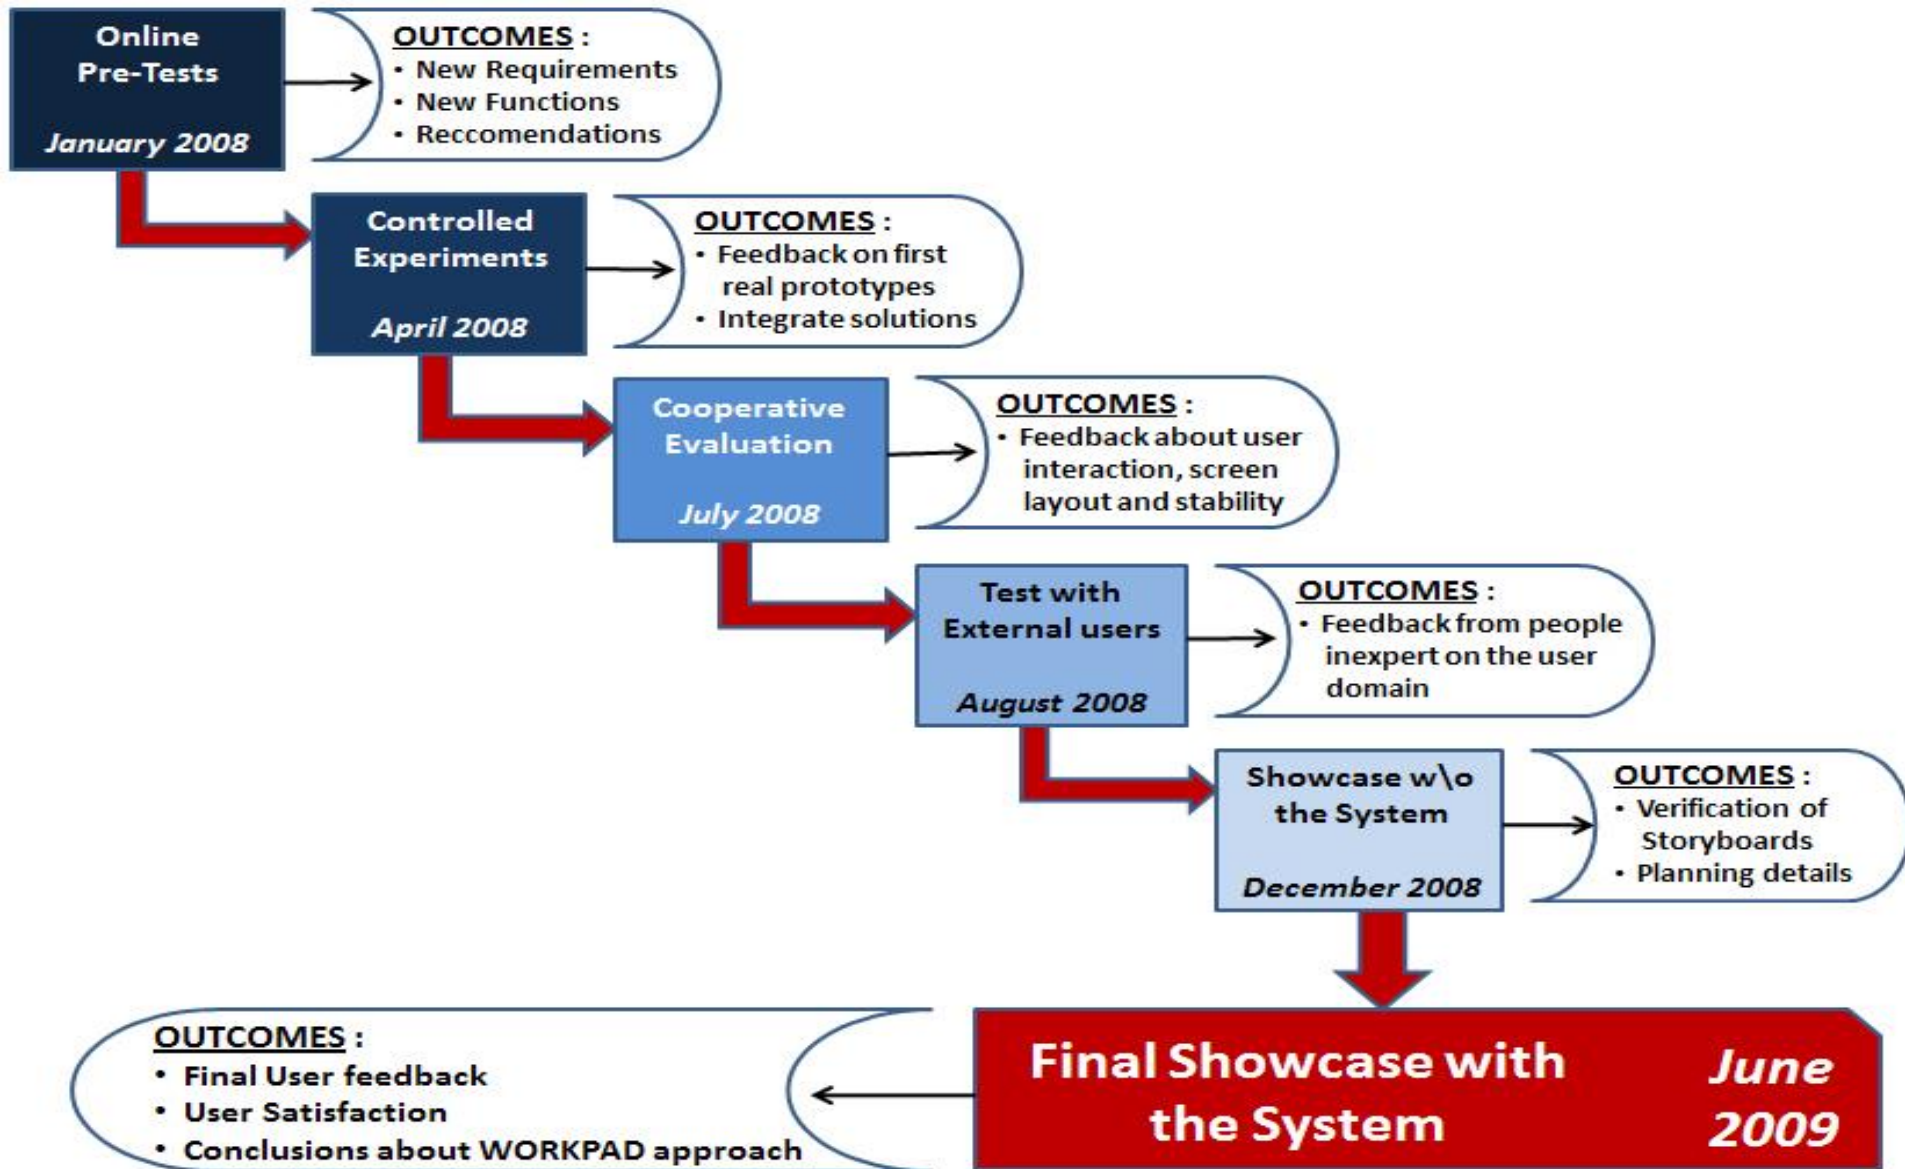 Online
Pre-Tests
January 2008
OUTCOMES :
• New Requirements
• New Functions
• Reccomendations
Controlled
Experiments
April 2008
OUTCOMES :
• Feedback on first
real prototypes
• Integrate solutions
Cooperative
Evaluation
July 2008
OUTCOMES :
• Feedback about user
interaction, screen
layout and stability
Test with
External users
August 2008
OUTCOMES :
• Feedback from people
inexpert on the user
domain
Showcase w\o
the System
December 2008
OUTCOMES :
• Verification of
Storyboards
• Planning details
Final Showcase with
the System
June
2009
OUTCOMES :
• Final User feedback
• User Satisfaction
• Conclusions about WORKPAD approach